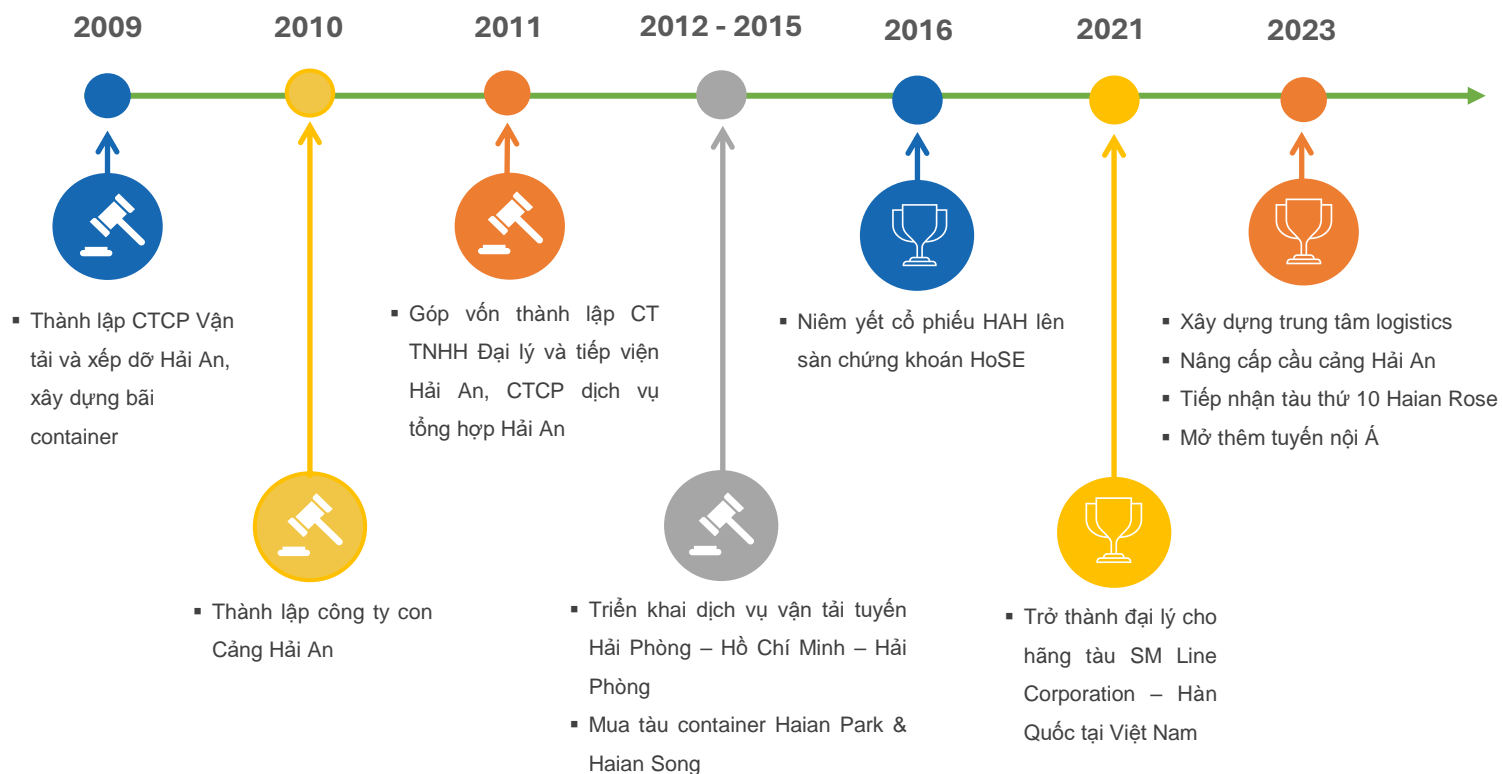 2009
2010
2011
2012 - 2015
2016
2021
2023
▪ Thành lập CTCP Vận
tải và xếp dỡ Hải An,
xây dựng bãi
container
▪ Góp vốn thành lập CT
TNHH Đại lý và tiếp viện
Hải An, CTCP dịch vụ
tổng hợp Hải An
▪ Niêm yết cổ phiếu HAH lên
sàn chứng khoán HoSE
▪ Xây dựng trung tâm logistics
▪ Nâng cấp cầu cảng Hải An
▪ Tiếp nhận tàu thứ 10 Haian Rose
▪ Mở thêm tuyến nội Á
▪ Thành lập công ty con
Cảng Hải An
▪ Triển khai dịch vụ vận tải tuyến
Hải Phòng – Hồ Chí Minh – Hải
Phòng
▪ Mua tàu container Haian Park &
Haian Song
▪ Trở thành đại lý cho
hãng tàu SM Line
Corporation – Hàn
Quốc tại Việt Nam